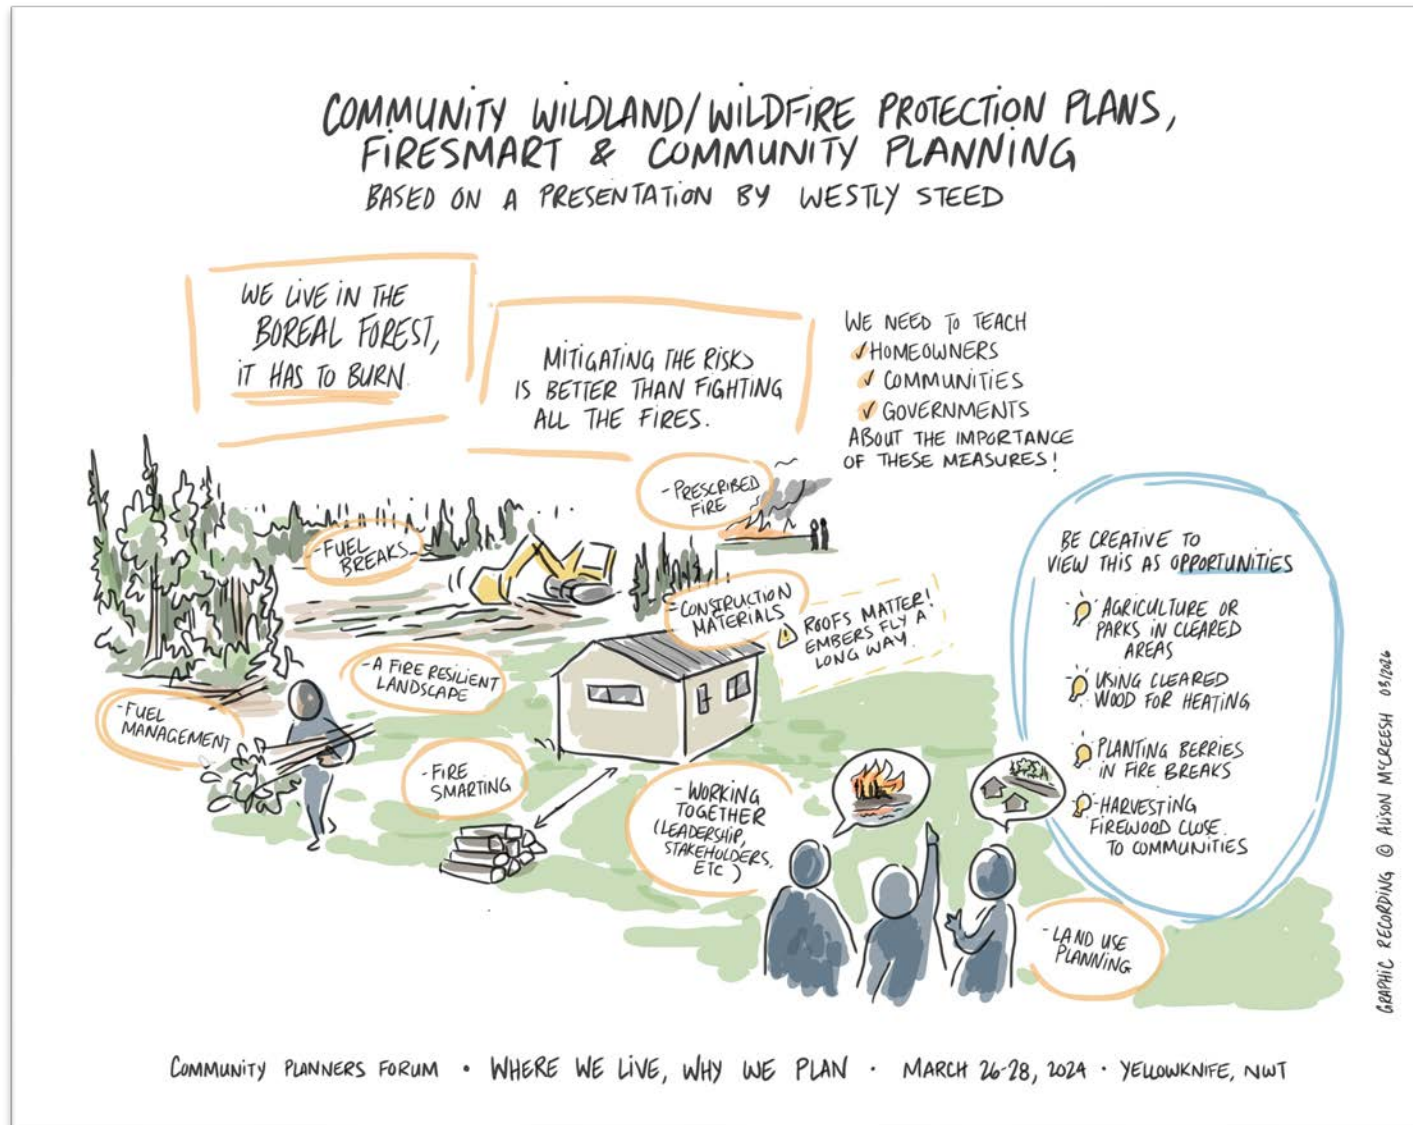 COMMUNITY WILDLAND/WILDFIRE PROTECTION PLANS,
FIRESMART & COMMUNITY PLANNING
BASED ON A PRESENTATION BY WESTLY STEED
WE LIVE IN THE
BOREAL FOREST,
IT HAS TO BURN.
MITIGATING THE RISKS
IS BETTER THAN FIGHTING
ALL THE FIRES.
WE NEED TO TEACH
✓ HOMEOWNERS
✓ COMMUNITIES
✓ GOVERNMENTS
ABOUT THE IMPORTANCE
OF THESE MEASURES!
- PRESCRIBED
FIRE
- FUEL
BREAKS
- CONSTRUCTION
MATERIALS
ROOFS MATTER!
EMBERS FLY A
LONG WAY.
- A FIRE RESILIENT
LANDSCAPE
- FUEL
MANAGEMENT
- FIRE
SMARTING
- WORKING
TOGETHER
(LEADERSHIP,
STAKEHOLDERS,
ETC)
- LAND USE
PLANNING
BE CREATIVE TO
VIEW THIS AS OPPORTUNITIES
- AGRICULTURE OR
PARKS IN CLEARED
AREAS
- USING CLEARED
WOOD FOR HEATING
- PLANTING BERRIES
IN FIRE BREAKS
- HARVESTING
FIREWOOD CLOSE
TO COMMUNITIES
GRAPHIC RECORDING © ALISON MCCREESH 03/2026
COMMUNITY PLANNERS FORUM • WHERE WE LIVE, WHY WE PLAN • MARCH 26-28, 2024 • YELLOWKNIFE, NWT